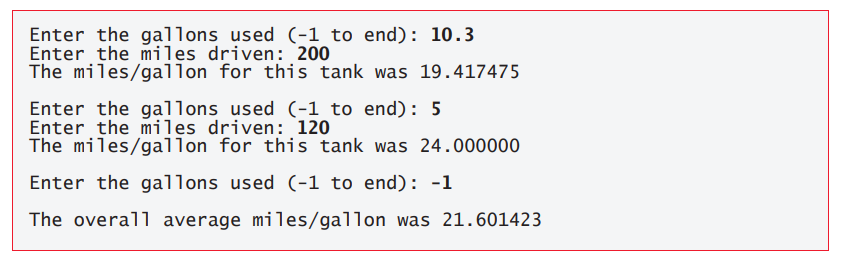 Enter the gallons used (-1 to end): 10.3
Enter the miles driven: 200
The miles/gallon for this tank was 19.417475
Enter the gallons used (-1 to end): 5
Enter the miles driven: 120
The miles/gallon for this tank was 24.000000
Enter the gallons used (-1 to end): -1
The overall average miles/gallon was 21.601423